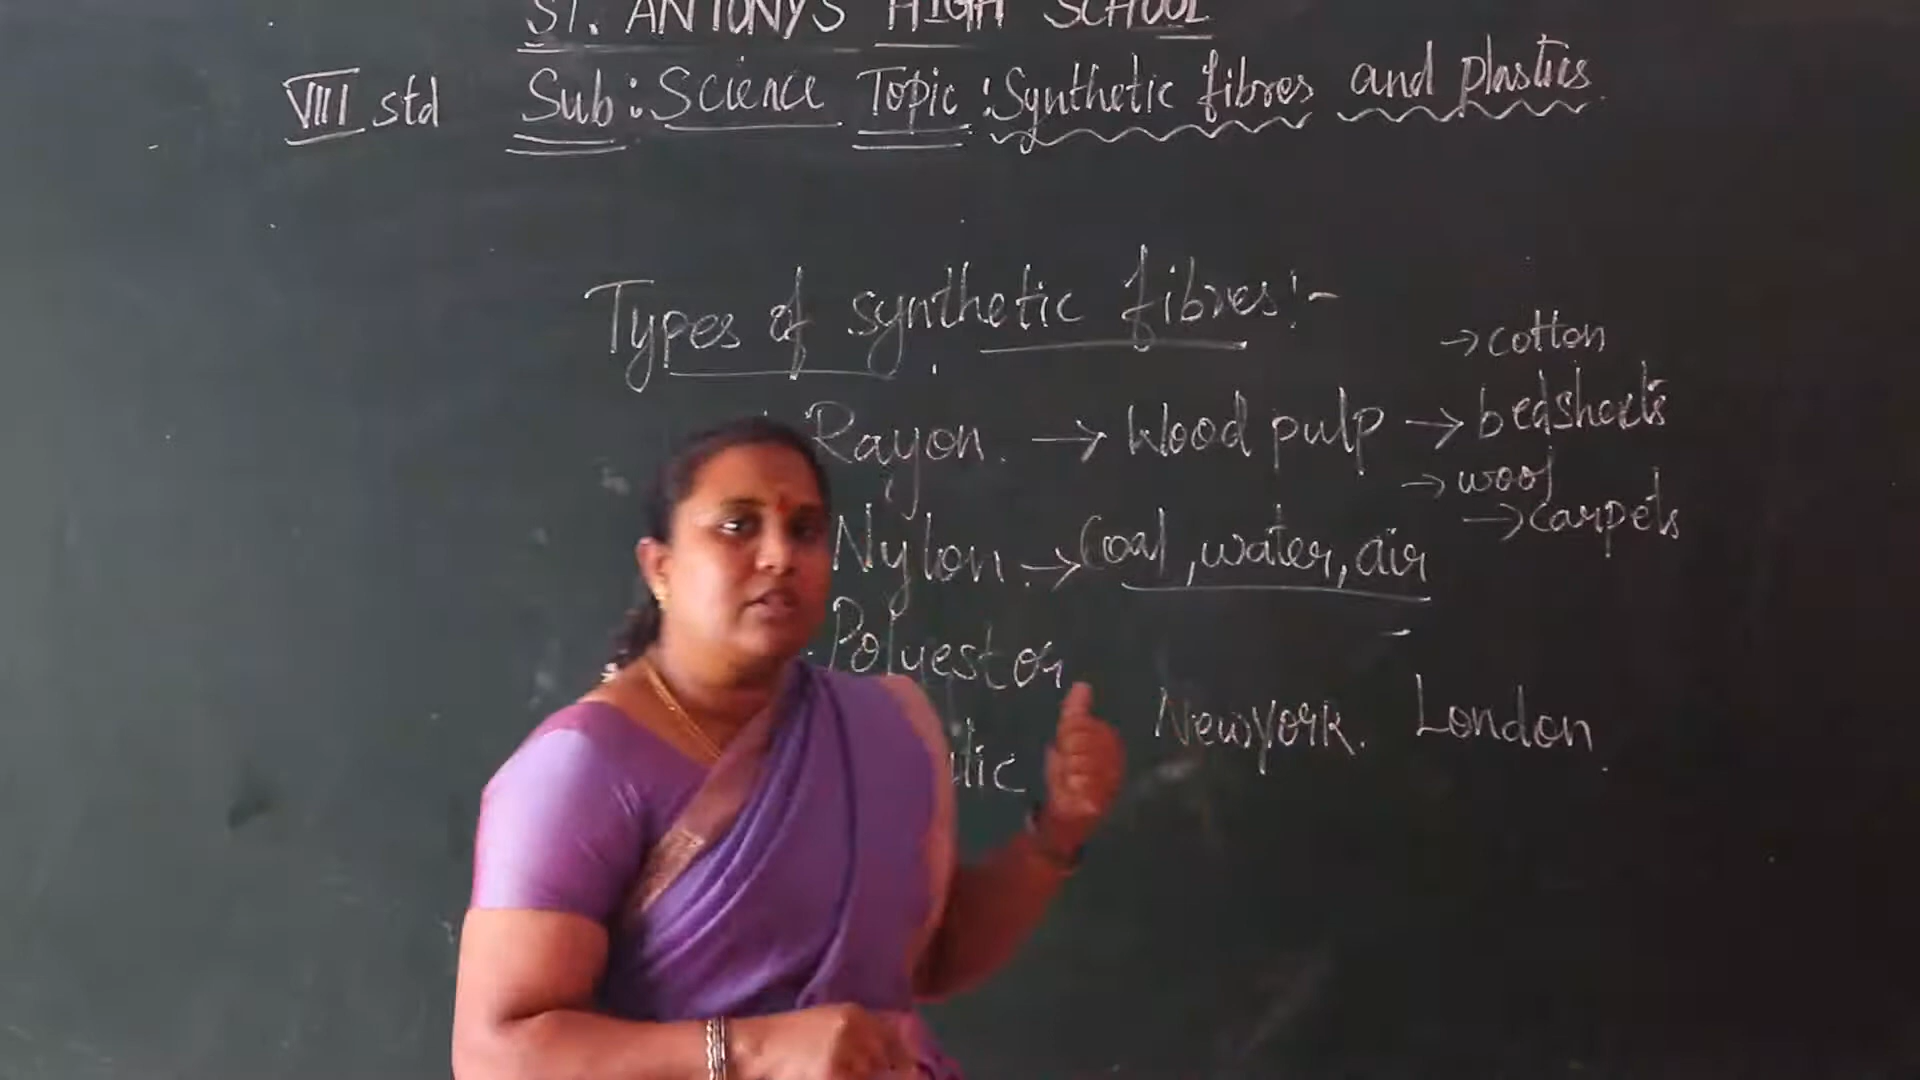 ST. ANTONYS HIGH SCHOOL
VIII std Sub: Science Topic: Synthetic fibres and plastics
Types of synthetic fibres:-
→ cotton
Rayon. → Wood pulp → bedsheets
→ wool
→ carpets
Nylon. → Coal, water, air
Polyestor
Newyork. London